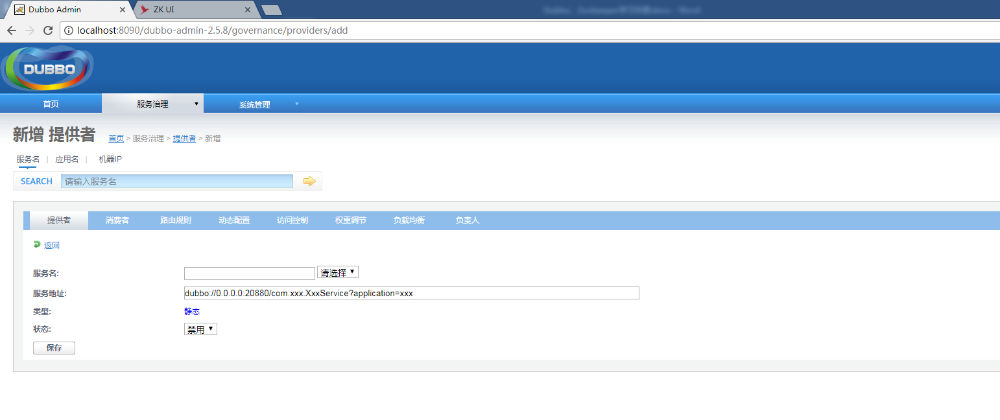 Dubbo Admin
ZK UI
localhost:8090/dubbo-admin-2.5.8/governance/providers/add
DUBBO
首页 服务治理 系统管理
新增 提供者 首页 > 服务治理 > 提供者 > 新增
服务名 | 应用名 | 机器IP
SEARCH 请输入服务名
提供者 消费者 路由规则 动态配置 访问控制 权重调节 负载均衡 负责人
返回
服务名: 请选择
服务地址: dubbo://0.0.0.0:20880/com.xxx.XxxService?application=xxx
类型: 静态
状态: 禁用
保存